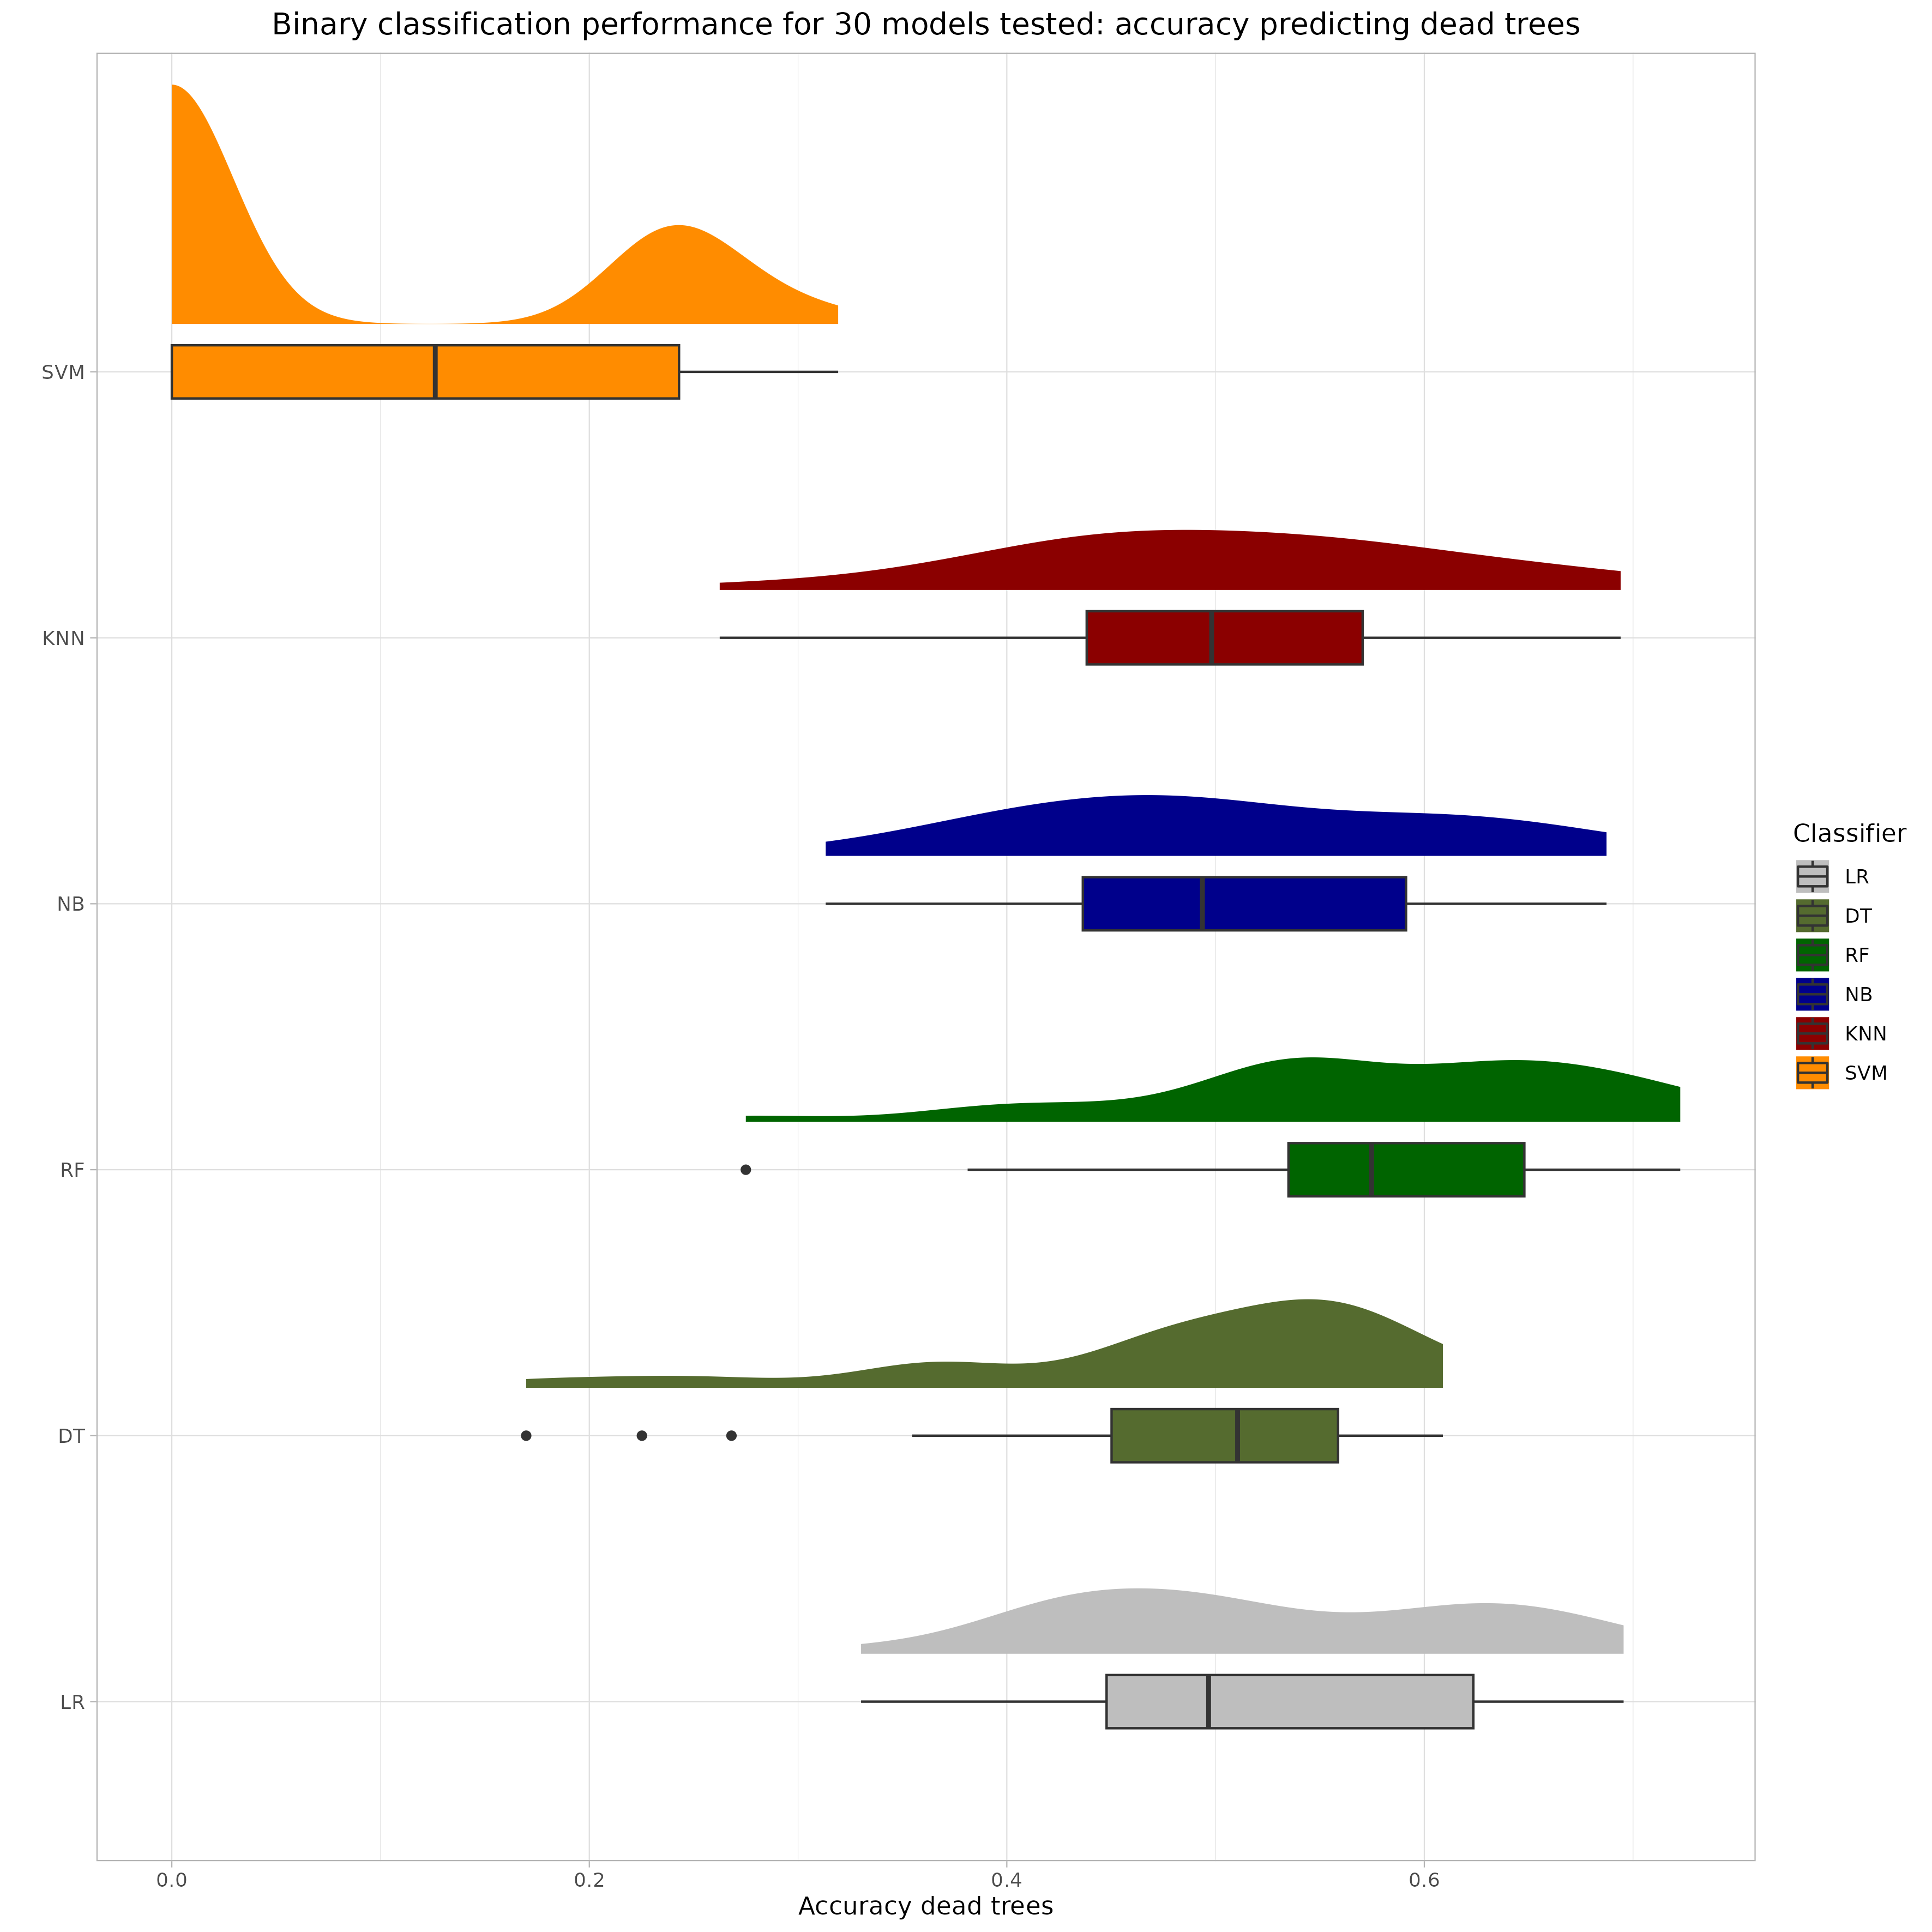 Binary classification performance for 30 models tested: accuracy predicting dead trees
SVM
KNN
NB
RF
DT
LR
0.0
0.2
0.4
0.6
Accuracy dead trees
Classifier
LR
DT
RF
NB
KNN
SVM